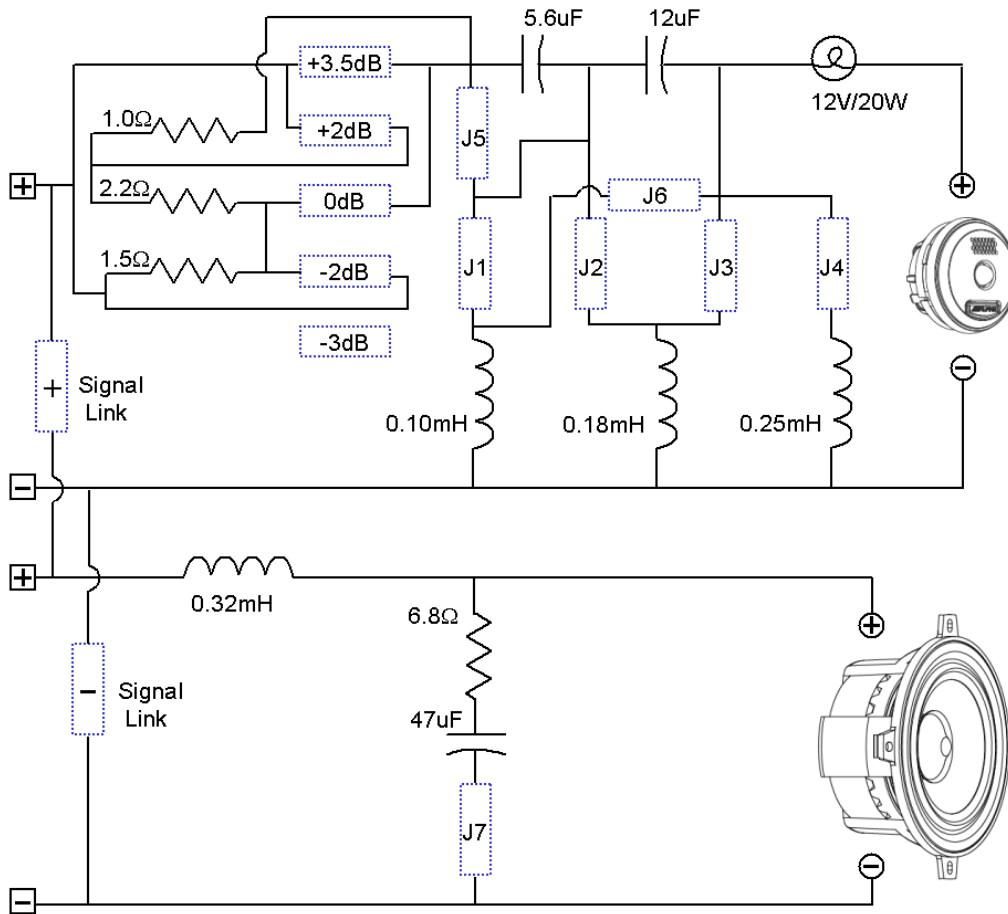 5.6uF
12uF
+3.5dB
12V/20W
1.0Ω
+2dB
J5
+
2.2Ω
0dB
J6
+
1.5Ω
-2dB
J1
J2
J3
J4
-3dB
+
Signal
Link
0.10mH
0.18mH
0.25mH
-
-
+
0.32mH
6.8Ω
+
-
Signal
Link
47uF
J7
-
-